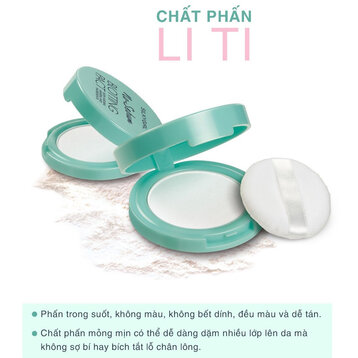 CHẤT PHẤN
LI TI
• Phấn trong suốt, không màu, không bết dính, đều màu và dễ tán.
• Chất phấn mỏng mịn có thể dễ dàng dặm nhiều lớp lên da mà
không sợ bí hay bích tắt lỗ chân lông.